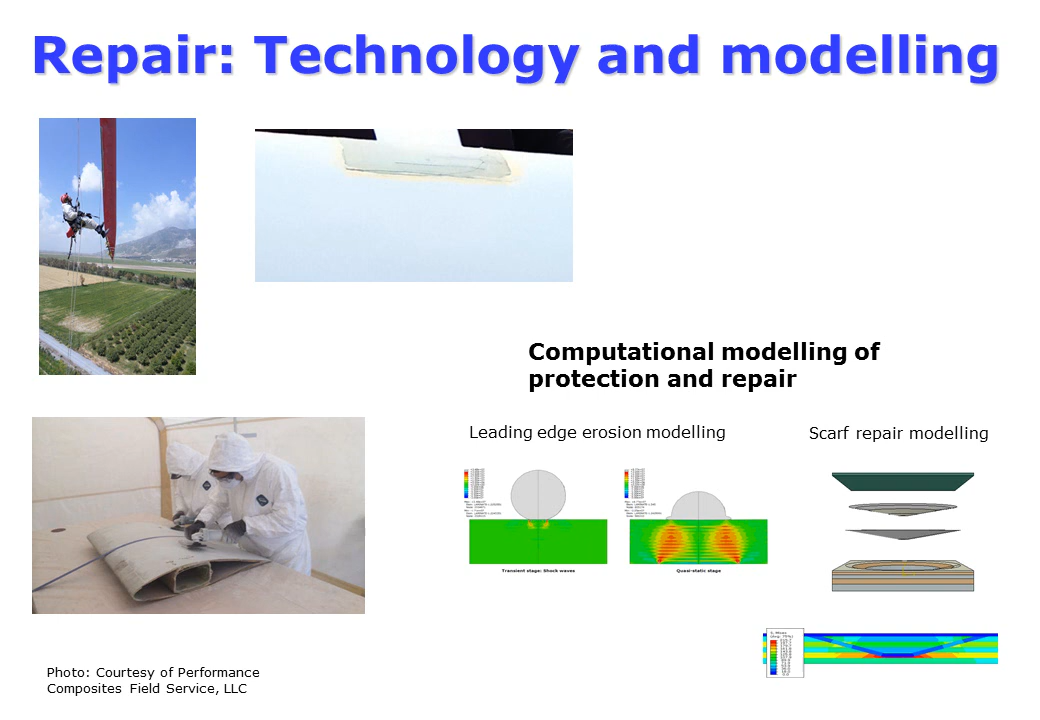 Repair: Technology and modelling
Computational modelling of
protection and repair
Leading edge erosion modelling
Scarf repair modelling
Transient stage: Shock waves
Quasi-static stage
Photo: Courtesy of Performance
Composites Field Service, LLC